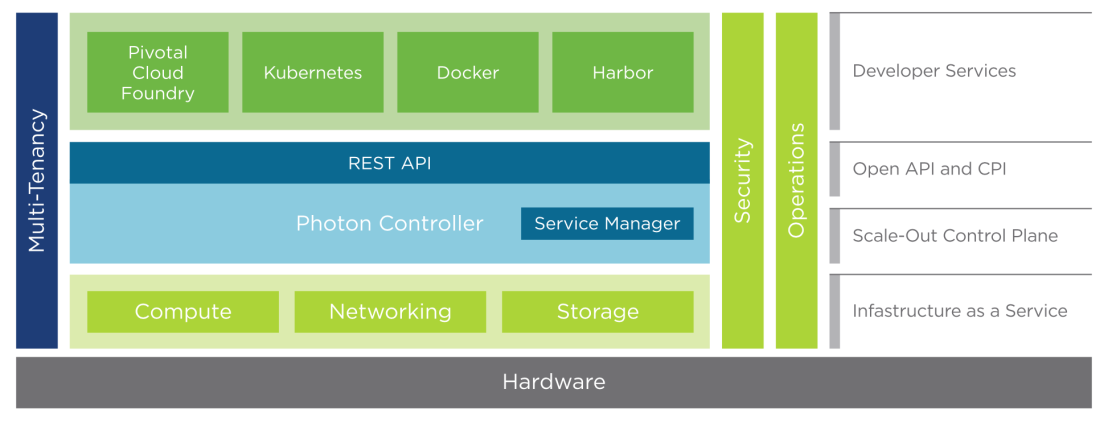 Multi-Tenancy
Pivotal
Cloud
Foundry
Kubernetes
Docker
Harbor
REST API
Photon Controller
Service Manager
Compute
Networking
Storage
Security
Operations
Developer Services
Open API and CPI
Scale-Out Control Plane
Infastructure as a Service
Hardware